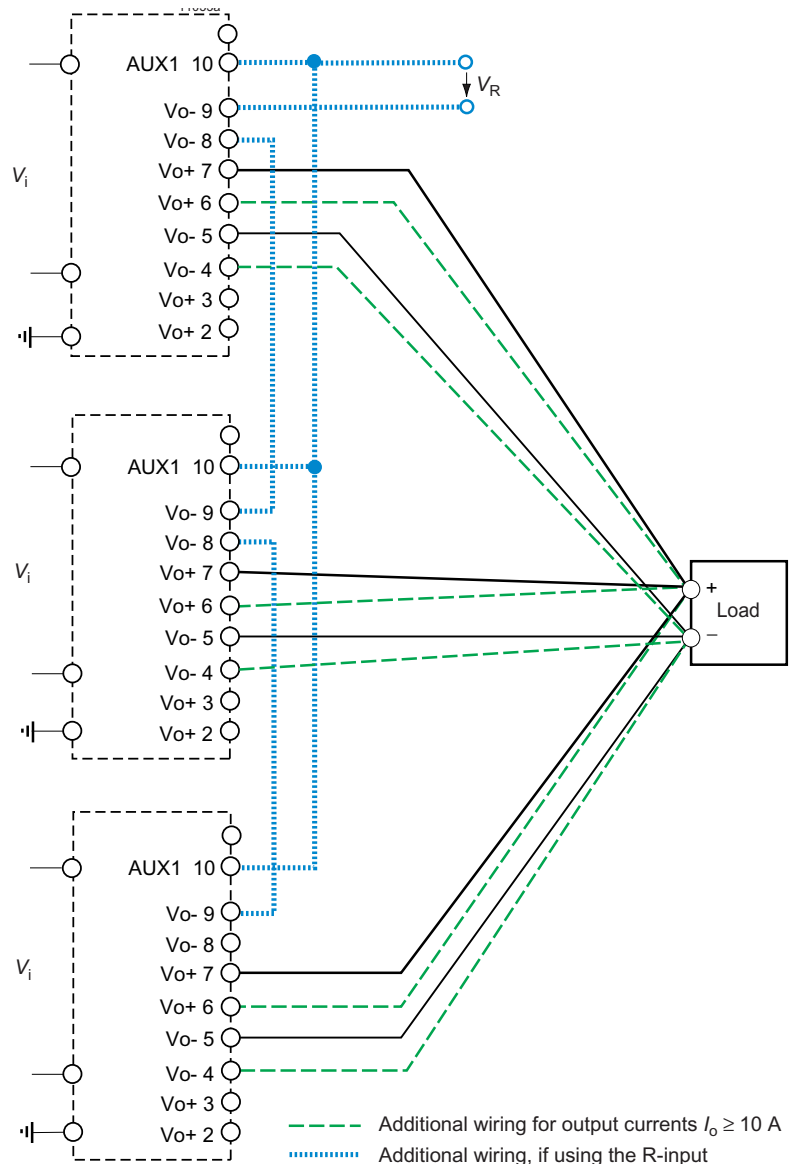 AUX1 10
V_R
Vo- 9
Vo- 8
Vo+ 7
V_i
Vo+ 6
Vo- 5
Vo- 4
Vo+ 3
Vo+ 2
AUX1 10
Vo- 9
Vo- 8
V_i
Vo+ 7
Vo+ 6
+
Load
Vo- 5
–
Vo- 4
Vo+ 3
Vo+ 2
AUX1 10
Vo- 9
Vo- 8
V_i
Vo+ 7
Vo+ 6
Vo- 5
Vo- 4
Vo+ 3
Vo+ 2
Additional wiring for output currents I_o ≥ 10 A
Additional wiring, if using the R-input